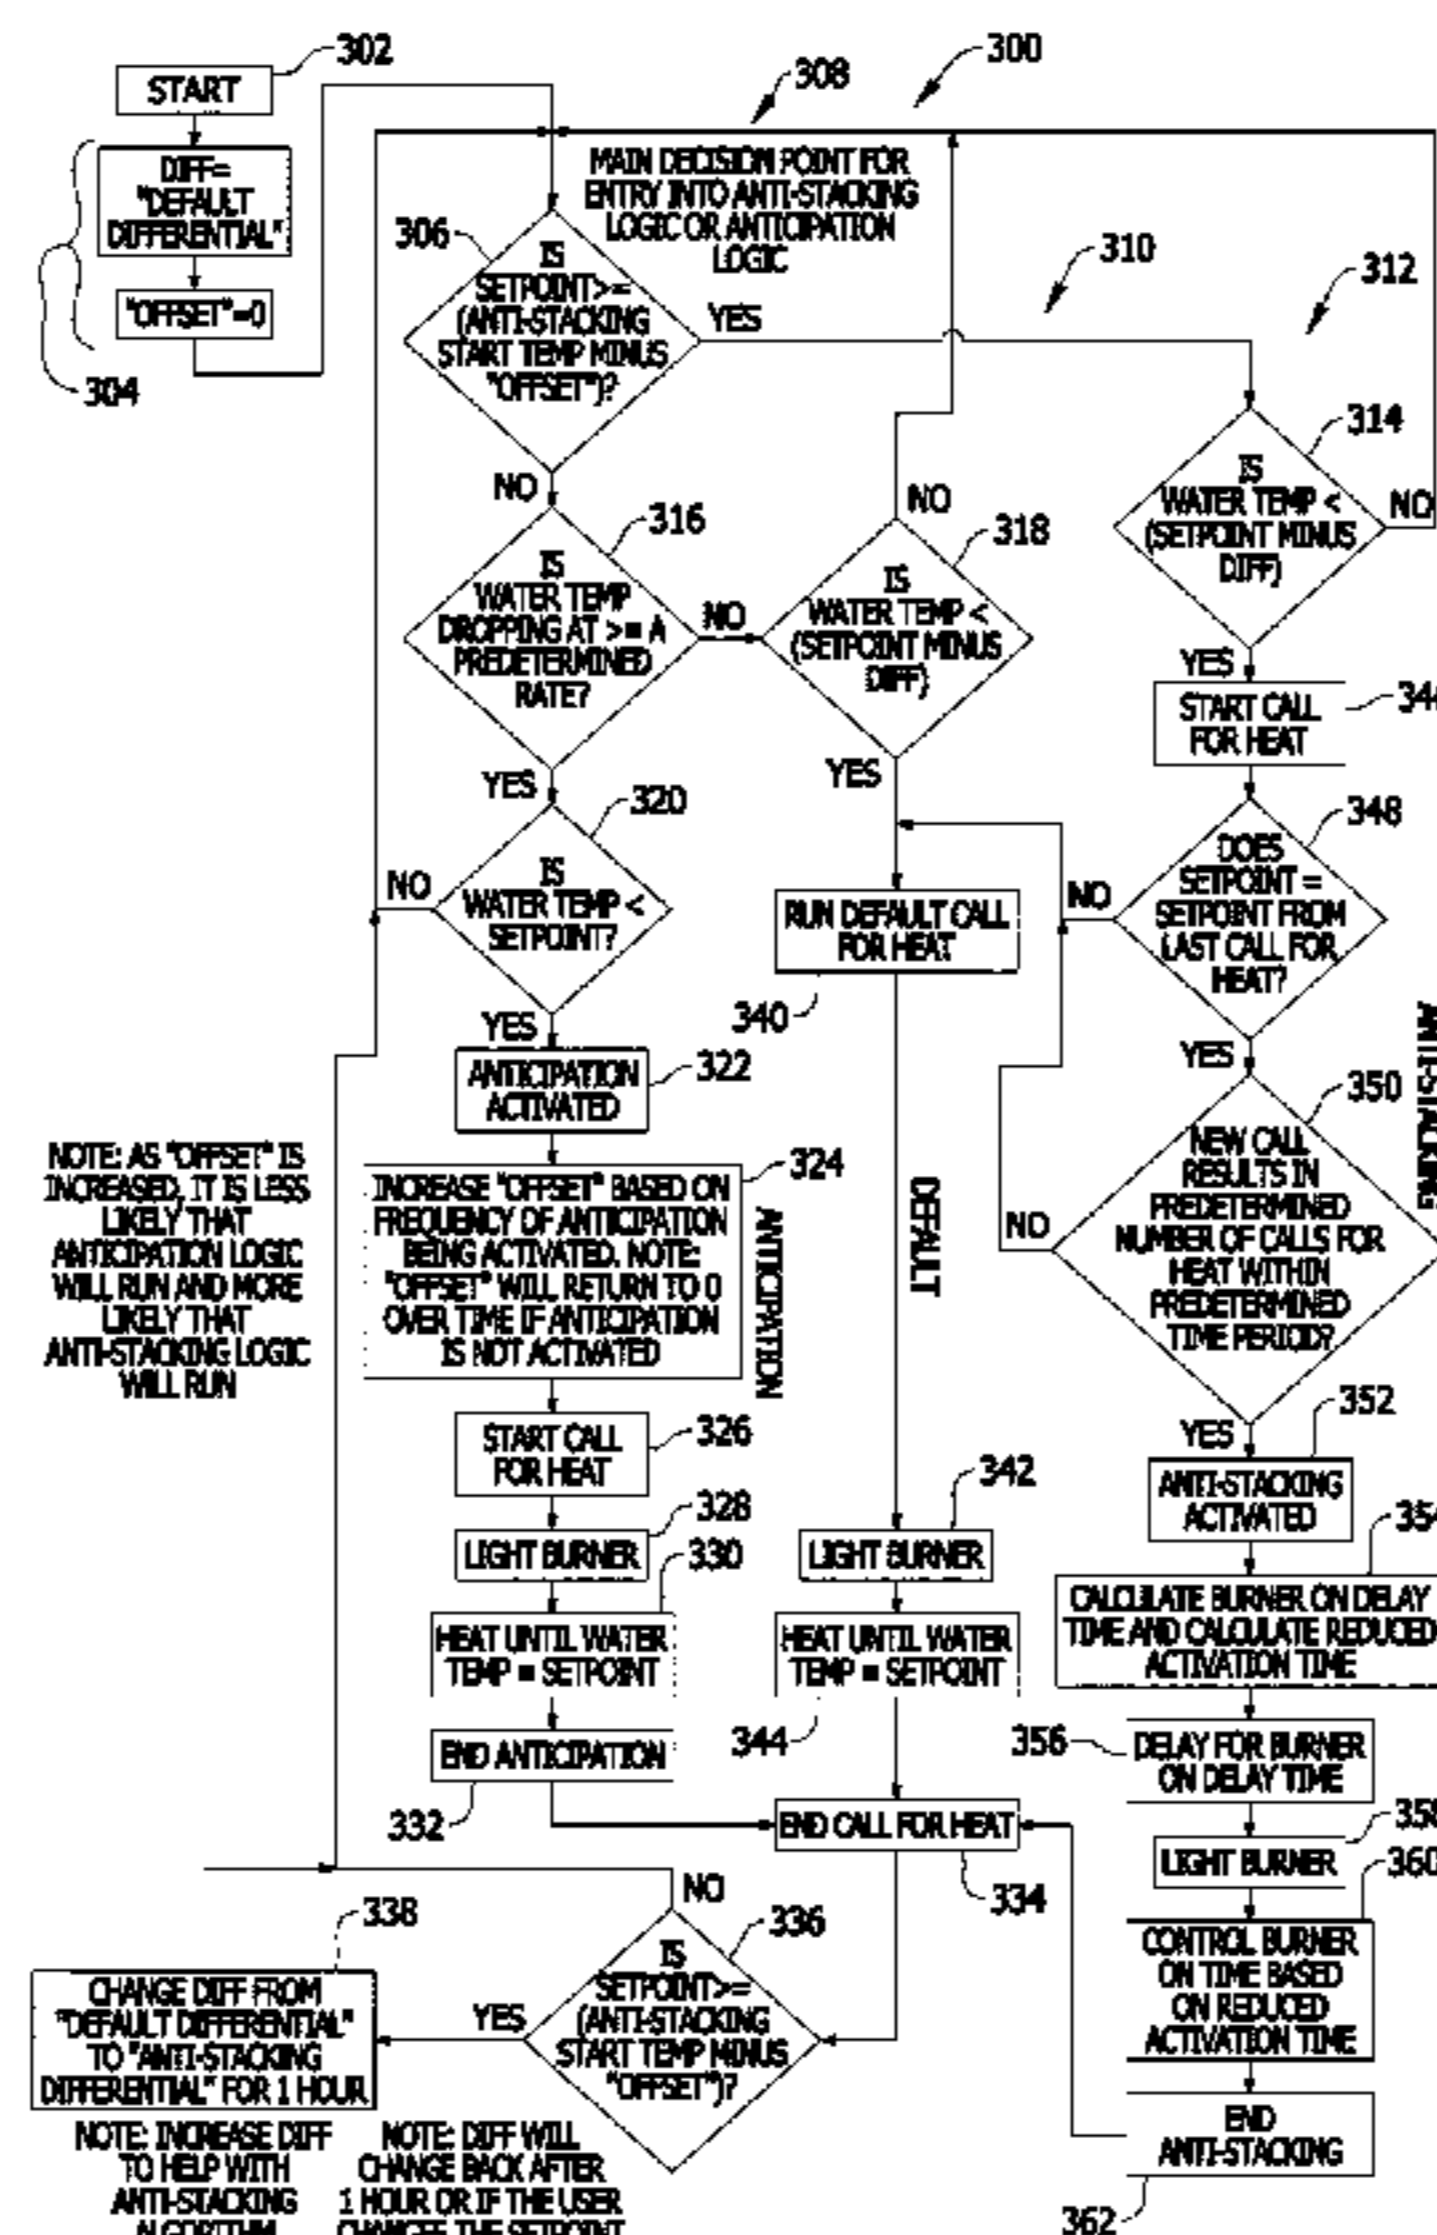 302
START
DIFF=
"DEFAULT
DIFFERENTIAL"
"OFFSET"=0
304
308
300
MAIN DECISION POINT FOR
ENTRY INTO ANTI-STACKING
LOGIC OR ANTICIPATION
LOGIC
306
IS
SETPOINT>=
(ANTI-STACKING
START TEMP MINUS
"OFFSET")?
YES
NO
310
312
314
IS
WATER TEMP <
(SETPOINT MINUS
DIFF)
NO
YES
316
IS
WATER TEMP
DROPPING AT >= A
PREDETERMINED
RATE?
NO
YES
318
IS
WATER TEMP <
(SETPOINT MINUS
DIFF)
NO
YES
START CALL
FOR HEAT
320
IS
WATER TEMP <
SETPOINT?
NO
YES
RUN DEFAULT CALL
FOR HEAT
340
348
DOES
SETPOINT =
SETPOINT FROM
LAST CALL FOR
HEAT?
NO
YES
322
ANTICIPATION
ACTIVATED
350
NEW CALL
RESULTS IN
PREDETERMINED
NUMBER OF CALLS FOR
HEAT WITHIN
PREDETERMINED
TIME PERIOD?
NO
YES
ANTI-STACKING
NOTE: AS "OFFSET" IS
INCREASED, IT IS LESS
LIKELY THAT
ANTICIPATION LOGIC
WILL RUN AND MORE
LIKELY THAT
ANTI-STACKING LOGIC
WILL RUN
324
INCREASE "OFFSET" BASED ON
FREQUENCY OF ANTICIPATION
BEING ACTIVATED. NOTE:
"OFFSET" WILL RETURN TO 0
OVER TIME IF ANTICIPATION
IS NOT ACTIVATED
ANTICIPATION
DEFAULT
326
START CALL
FOR HEAT
328
LIGHT BURNER
330
HEAT UNTIL WATER
TEMP = SETPOINT
END ANTICIPATION
332
342
LIGHT BURNER
HEAT UNTIL WATER
TEMP = SETPOINT
344
END CALL FOR HEAT
334
352
ANTI-STACKING
ACTIVATED
CALCULATE BURNER ON DELAY
TIME AND CALCULATE REDUCED
ACTIVATION TIME
356
DELAY FOR BURNER
ON DELAY TIME
LIGHT BURNER
360
CONTROL BURNER
ON TIME BASED
ON REDUCED
ACTIVATION TIME
END
ANTI-STACKING
362
336
IS
SETPOINT>=
(ANTI-STACKING
START TEMP MINUS
"OFFSET")?
NO
YES
338
CHANGE DIFF FROM
"DEFAULT DIFFERENTIAL"
TO "ANTI-STACKING
DIFFERENTIAL" FOR 1 HOUR
NOTE: INCREASE DIFF
TO HELP WITH
ANTI-STACKING
ALGORITHM
NOTE: DIFF WILL
CHANGE BACK AFTER
1 HOUR OR IF THE USER
CHANGES THE SETPOINT